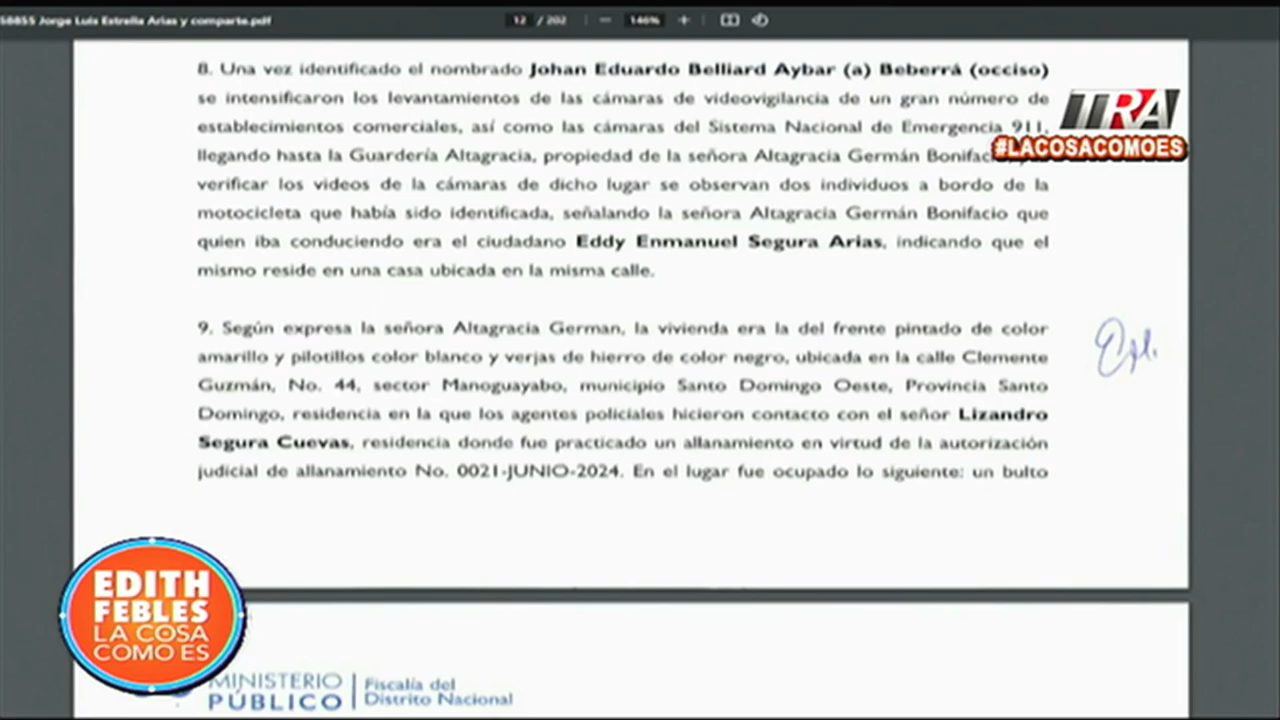 58855 Jorge Luis Estrella Arias y comparte.pdf
12 / 202 — 146% +
8. Una vez identificado el nombrado Johan Eduardo Belliard Aybar (a) Beberrá (occiso)
se intensificaron los levantamientos de las cámaras de videovigilancia de un gran número de
establecimientos comerciales, así como las cámaras del Sistema Nacional de Emergencia 911,
llegando hasta la Guardería Altagracia, propiedad de la señora Altagracia Germán Bonifacio
verificar los videos de la cámaras de dicho lugar se observan dos individuos a bordo de la
motocicleta que había sido identificada, señalando la señora Altagracia Germán Bonifacio que
quien iba conduciendo era el ciudadano Eddy Enmanuel Segura Arias, indicando que el
mismo reside en una casa ubicada en la misma calle.
9. Según expresa la señora Altagracia German, la vivienda era la del frente pintado de color
amarillo y pilotillos color blanco y verjas de hierro de color negro, ubicada en la calle Clemente
Guzmán, No. 44, sector Manoguayabo, municipio Santo Domingo Oeste, Provincia Santo
Domingo, residencia en la que los agentes policiales hicieron contacto con el señor Lizandro
Segura Cuevas, residencia donde fue practicado un allanamiento en virtud de la autorización
judicial de allanamiento No. 0021-JUNIO-2024. En el lugar fue ocupado lo siguiente: un bulto
TRA
#LACOSACOMOES
EDITH
FEBLES
LA COSA
COMO ES
MINISTERIO
PÚBLICO
Fiscalía del
Distrito Nacional